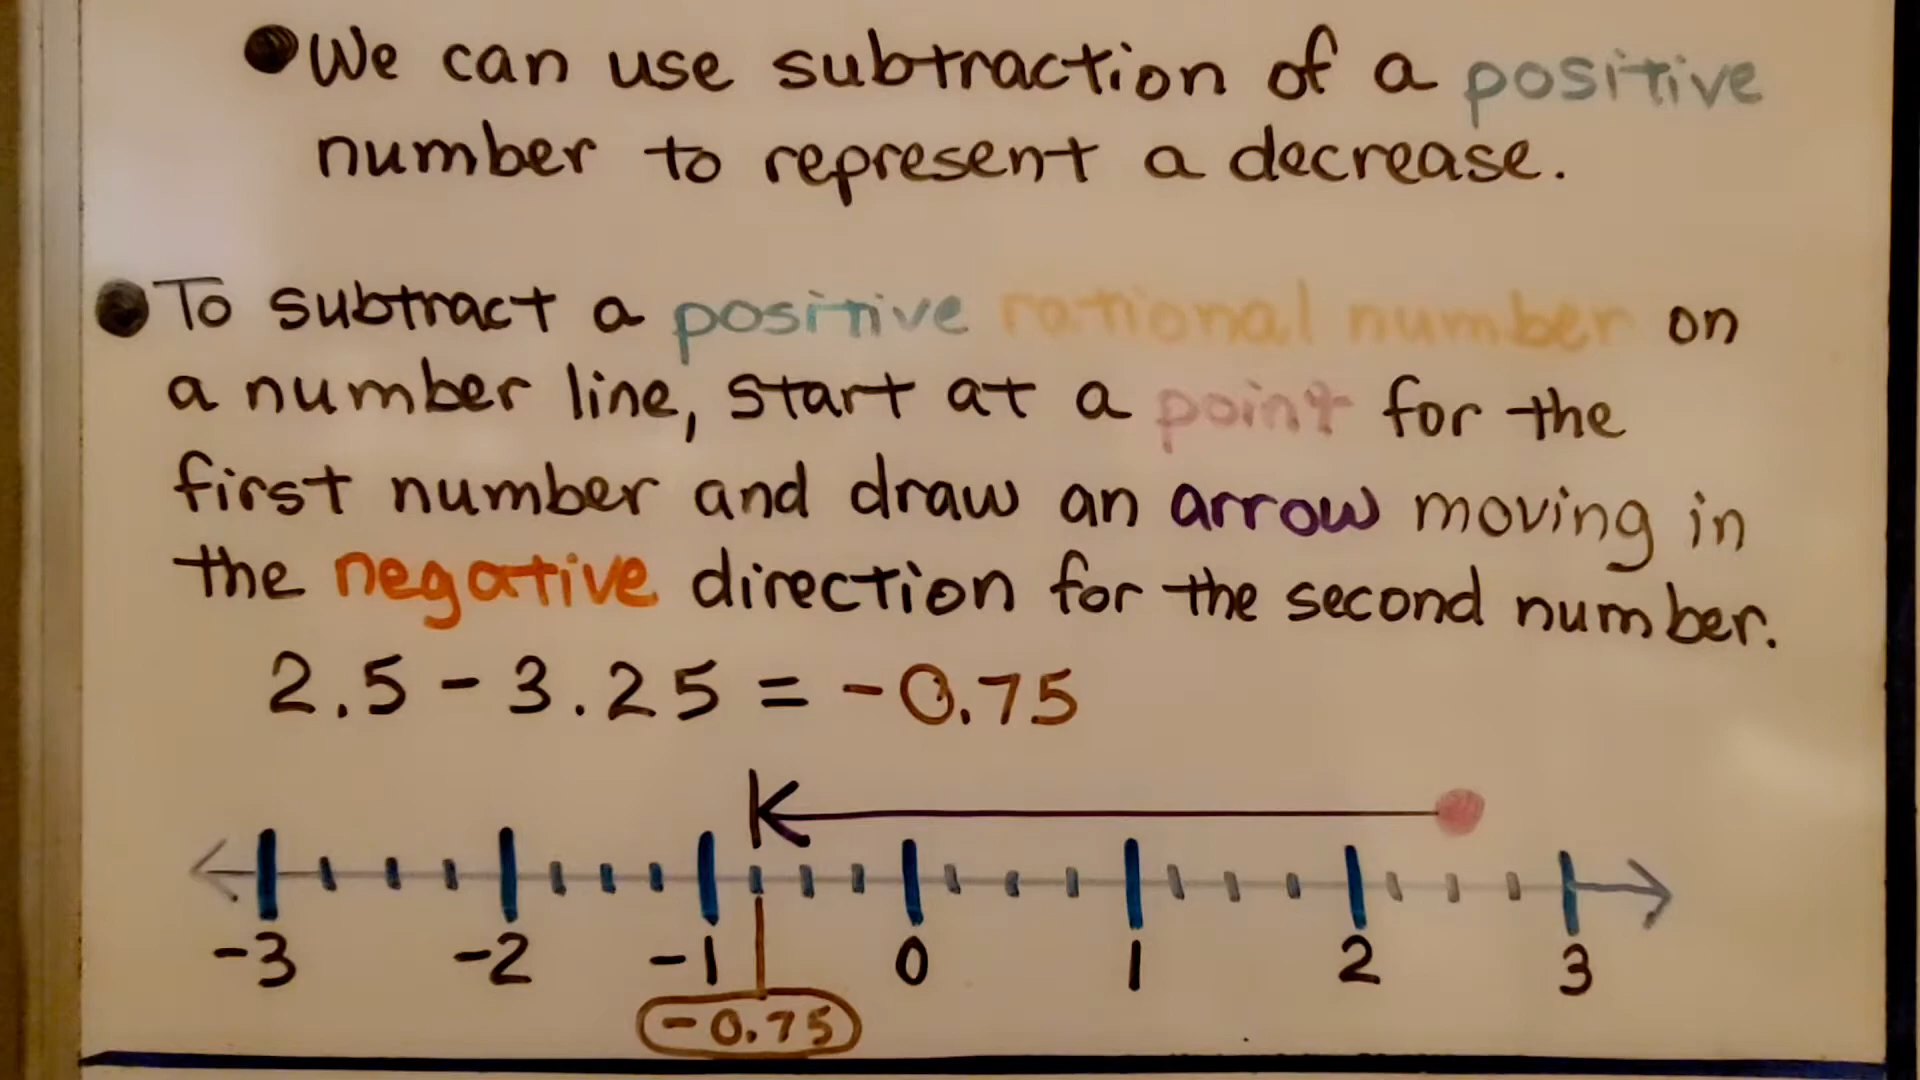 ●We can use subtraction of a positive
number to represent a decrease.
●To subtract a positive rational number on
a number line, start at a point for the
first number and draw an arrow moving in
the negative direction for the second number.
2.5 - 3.25 = -0.75
-3 -2 -1 0 1 2 3
-0.75